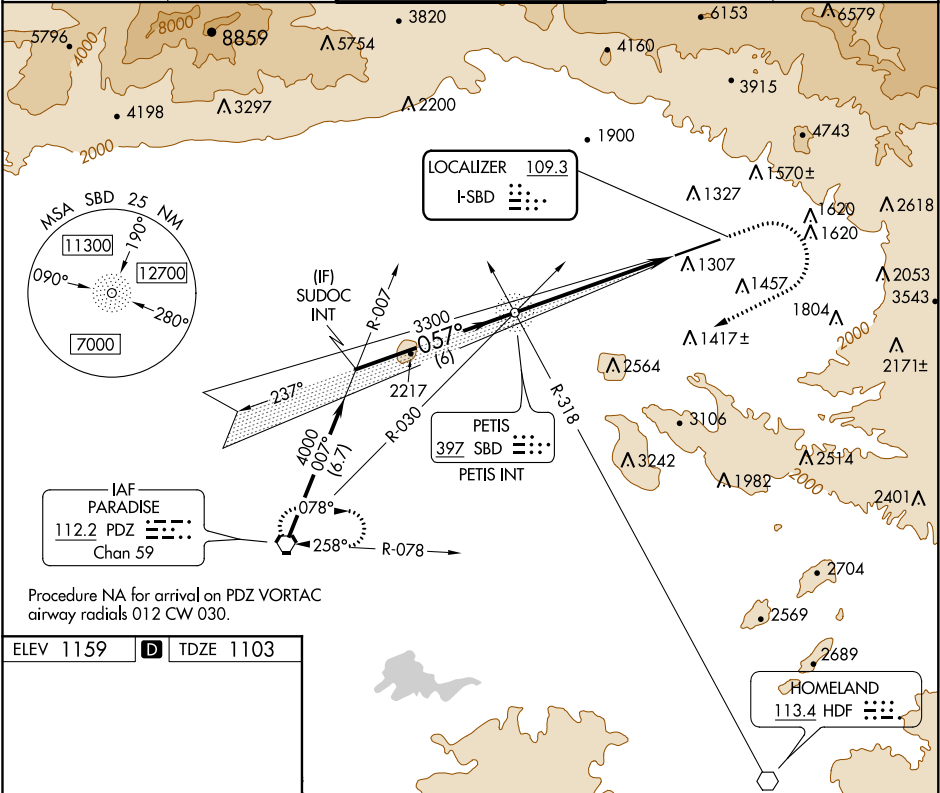 5796
4000
8000
8859
5754
3820
4160
6153
6579
3915
4198
3297
2200
2000
1900
4743
LOCALIZER 109.3
I-SBD
1570±
1327
1620
1620
2618
MSA SBD 25 NM
11300
190°
12700
090°
280°
7000
(IF)
SUDOC
INT
R-007
1307
1457
2053
3543
1804
2000
1417±
2171±
3300
057°
(6)
2217
237°
R-030
R-318
2564
PETIS
397 SBD
PETIS INT
3106
3242
1982
2514
2000
2401
4000
007°
(6.7)
IAF
PARADISE
112.2 PDZ
Chan 59
078°
258°
R-078
Procedure NA for arrival on PDZ VORTAC
airway radials 012 CW 030.
2704
2569
2689
ELEV 1159 D TDZE 1103
HOMELAND
113.4 HDF